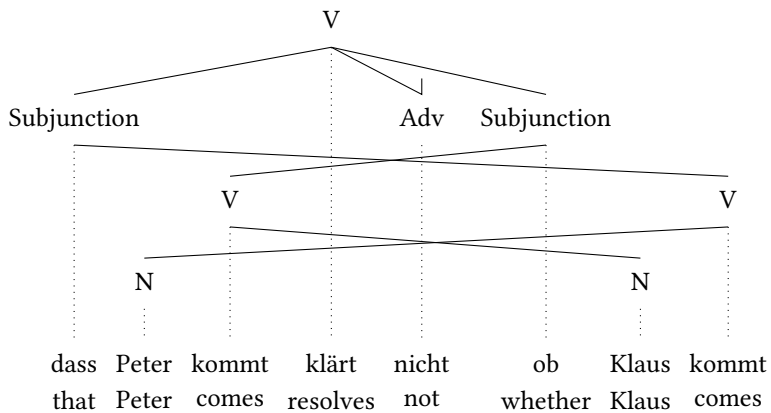 V
Subjunction Adv Subjunction
V V
N N
dass Peter kommt klärt nicht ob Klaus kommt
that Peter comes resolves not whether Klaus comes